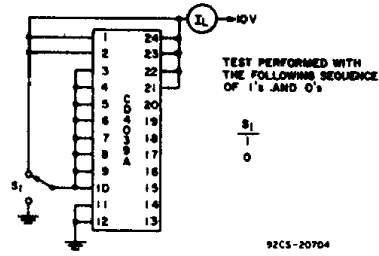 IL 10V
1 24
2 23
3 22
4 21
5 20
6 19
7 18
8 17
9 16
10 15
11 14
12 13
CD4039A
S1
TEST PERFORMED WITH
THE FOLLOWING SEQUENCE
OF 1's AND 0's
S1
1
0
92CS-20704